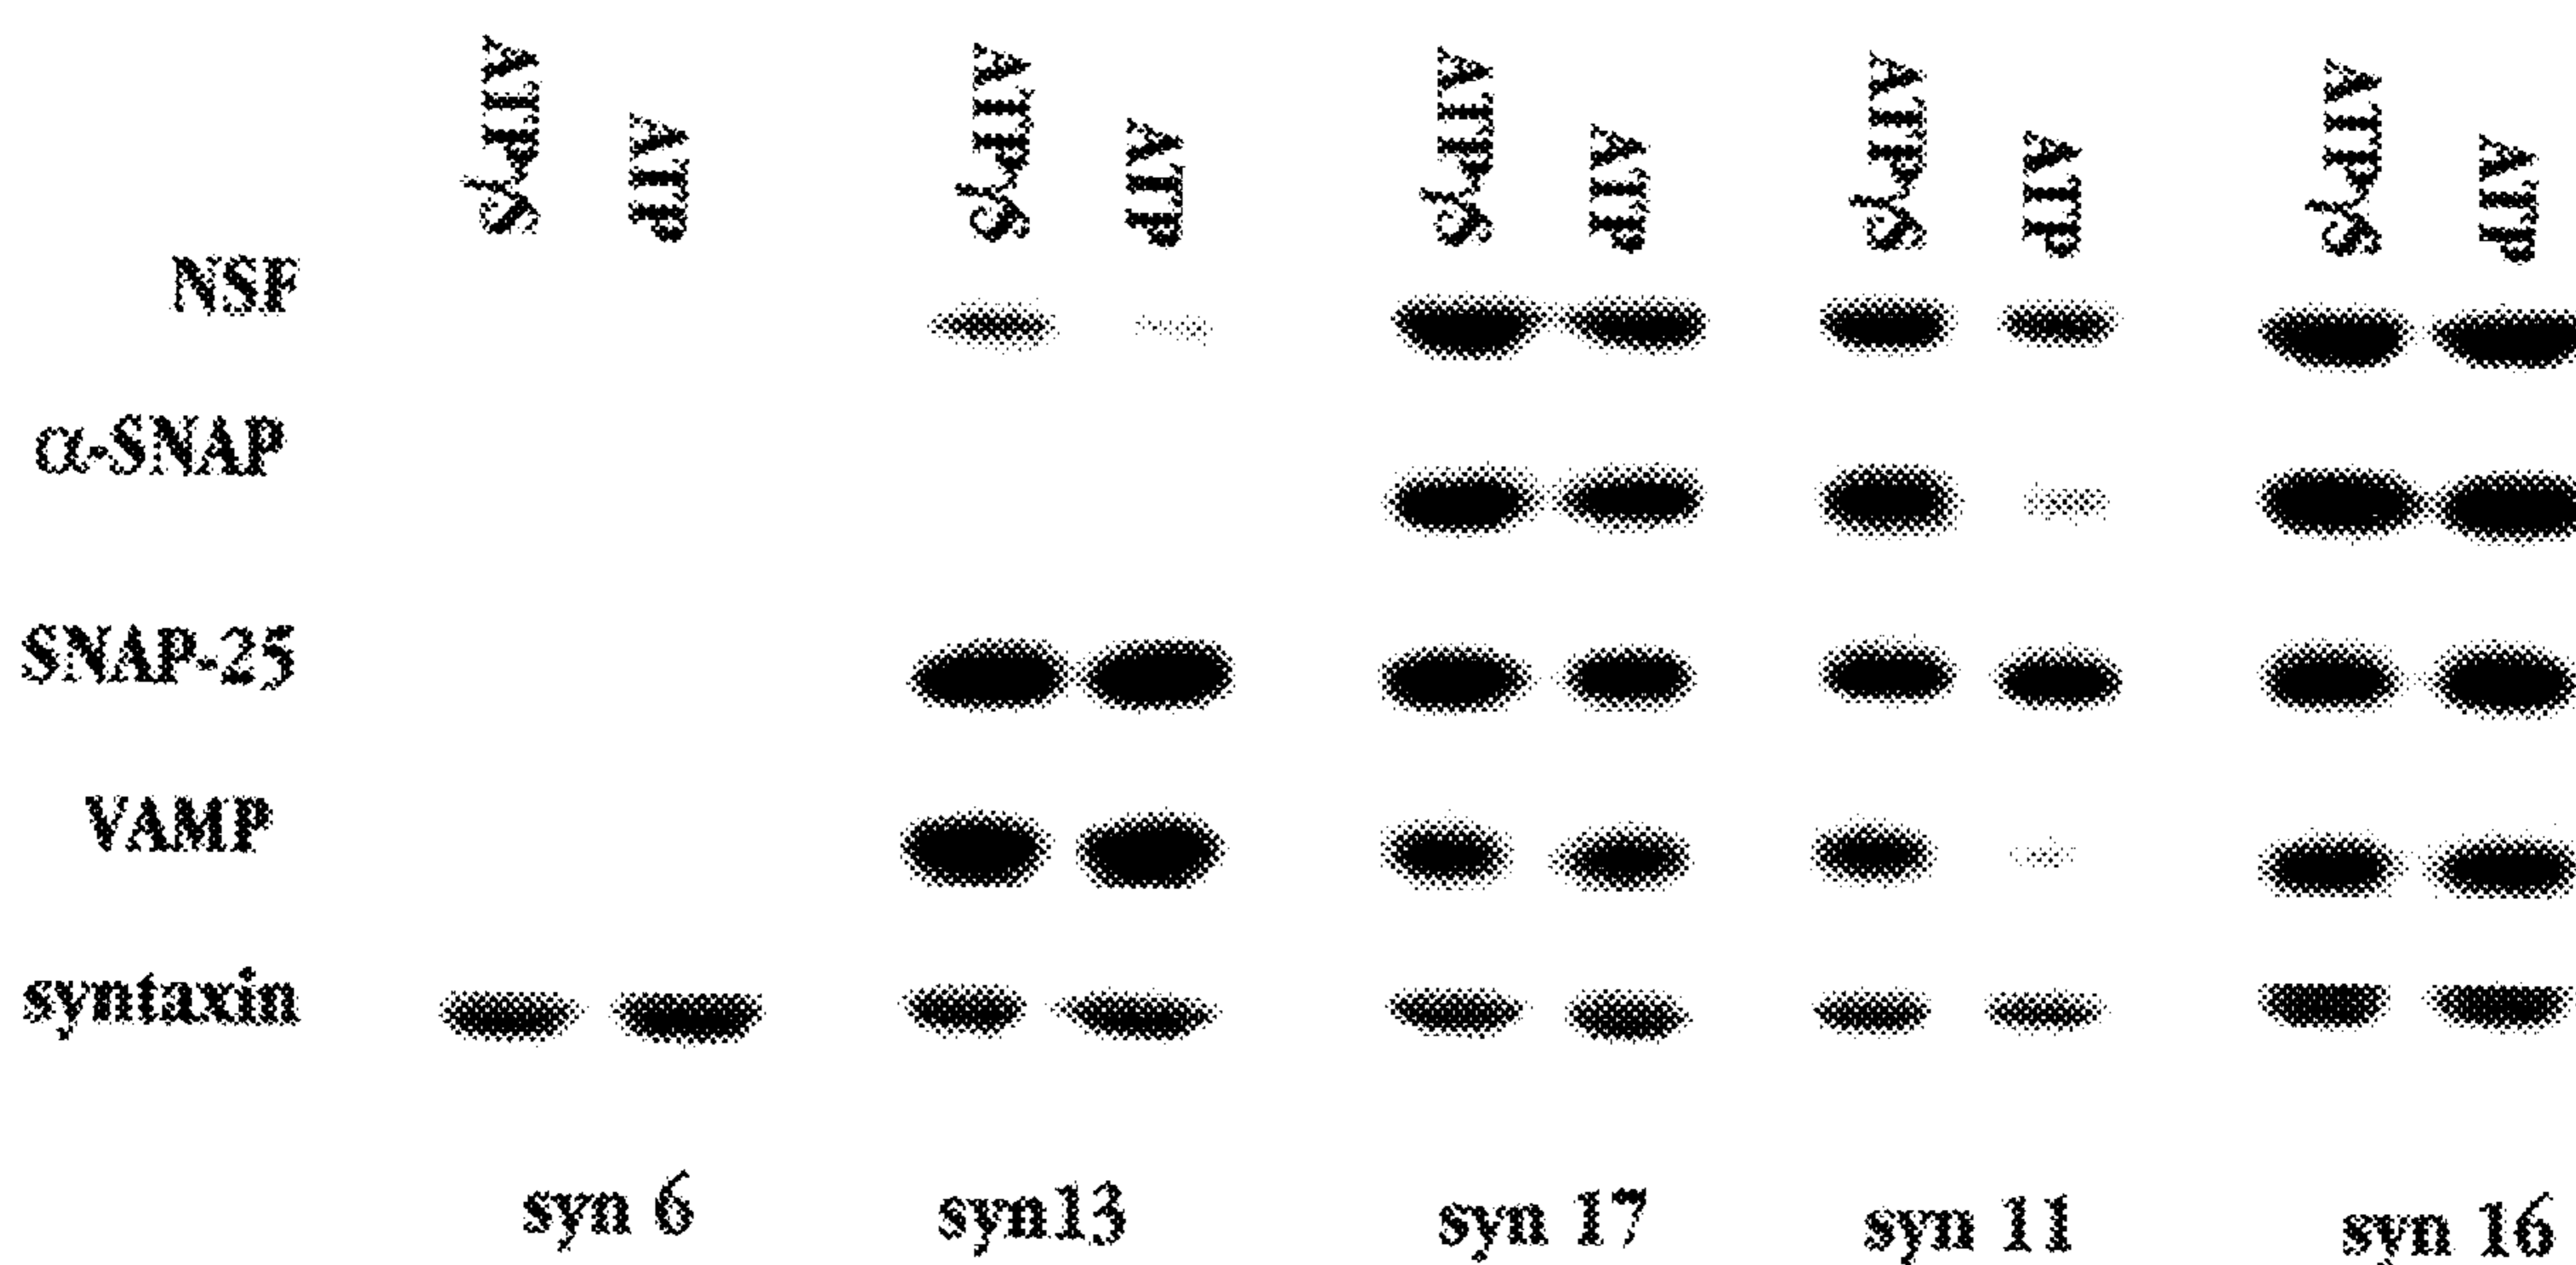 ATPγS ATP ATPγS ATP ATPγS ATP ATPγS ATP ATPγS ATP
NSF
α-SNAP
SNAP-25
VAMP
syntaxin
syn 6 syn13 syn 17 syn 11 syn 16